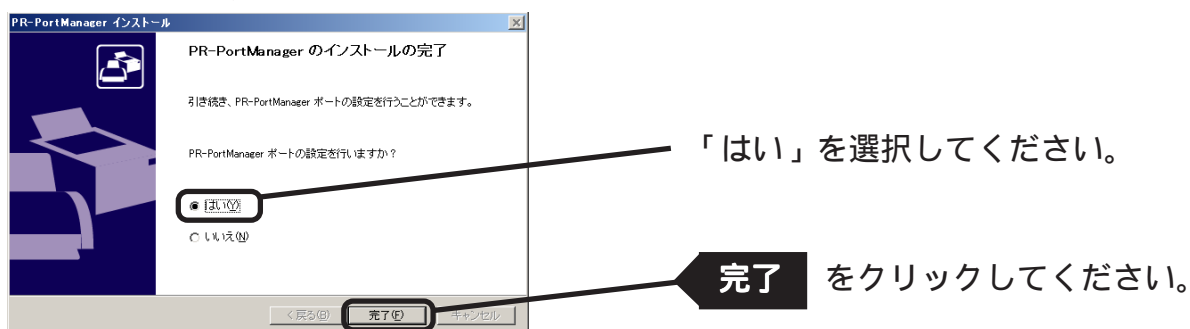 PR-PortManager インストール
PR-PortManager のインストールの完了
引き続き、PR-PortManager ポートの設定を行うことができます。
PR-PortManager ポートの設定を行いますか？
「はい」を選択してください。
はい(Y)
いいえ(N)
完了 をクリックしてください。
< 戻る(B) 完了(F) キャンセル